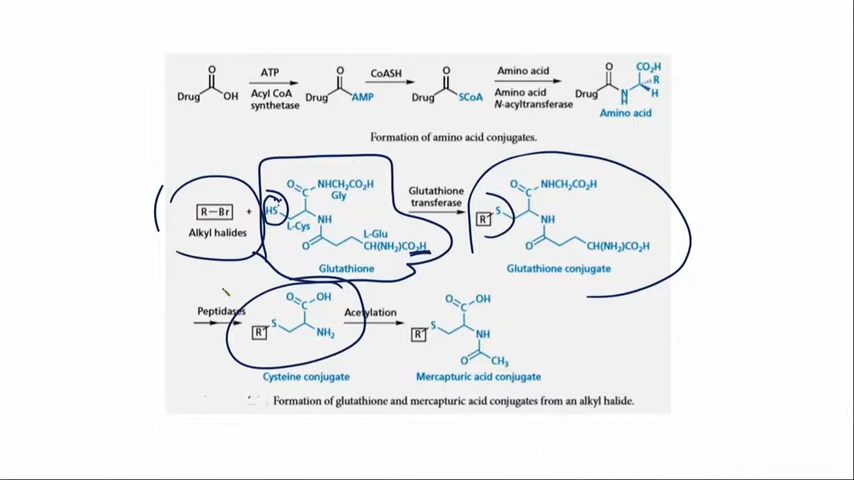 O ATP O CoASH O Amino acid O CO₂H
Drug OH Acyl CoA synthetase Drug AMP Drug SCoA Amino acid N-acyltransferase Drug N H R H
Amino acid
Formation of amino acid conjugates.
O NHCH₂CO₂H O NHCH₂CO₂H
C Gly Glutathione transferase C
R—Br + HS L-Cys NH R S NH
Alkyl halides L-Glu
O CH(NH₂)CO₂H O CH(NH₂)CO₂H
Glutathione Glutathione conjugate
O C OH O C OH
Peptidases R S NH₂ Acetylation R S NH
O CH₃
Cysteine conjugate Mercapturic acid conjugate
Formation of glutathione and mercapturic acid conjugates from an alkyl halide.